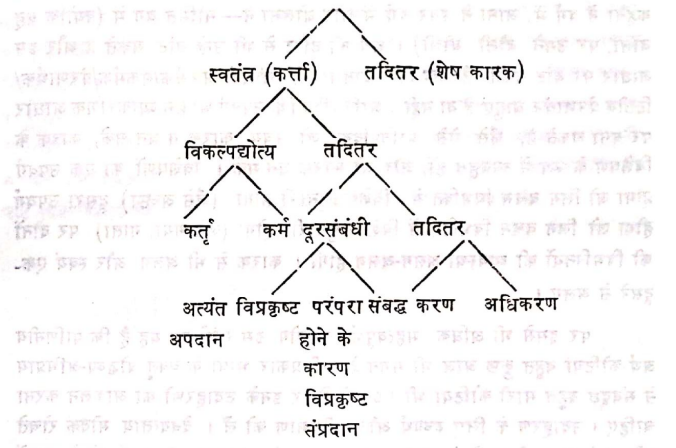 स्वतंत्र (कर्त्ता) तदितर (शेष कारक)
विकल्पद्योत्य तदितर
कर्तृ कर्म दूरसंबंधी तदितर
अत्यंत विप्रकृष्ट परंपरा संबद्ध करण अधिकरण
अपदान होने के
कारण
विप्रकृष्ट
संप्रदान